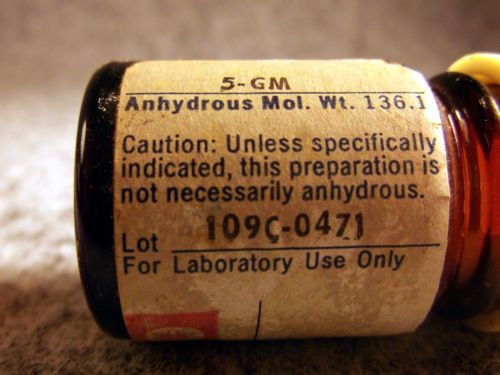 5-GM
Anhydrous Mol. Wt. 136.1
Caution: Unless specifically
indicated, this preparation is
not necessarily anhydrous.
Lot 109C-0471
For Laboratory Use Only